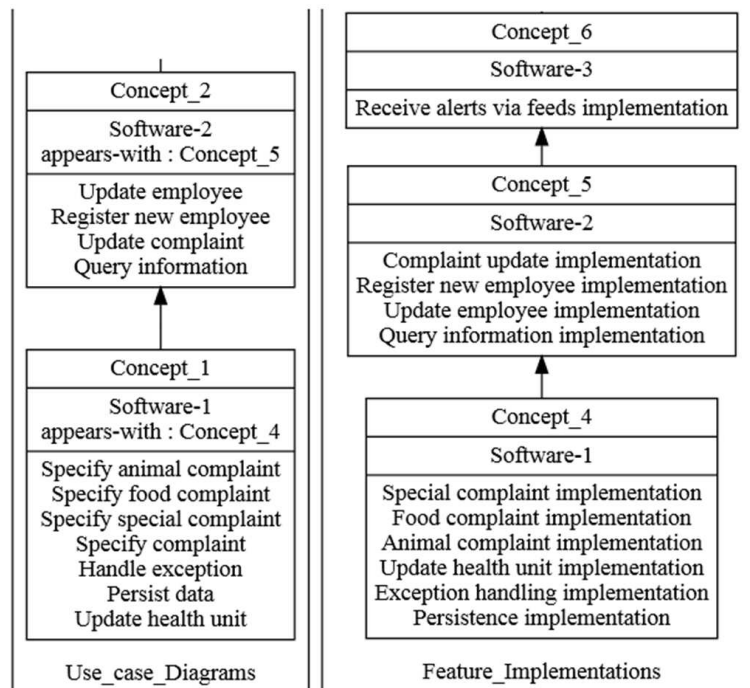 Concept_2
Software-2
appears-with : Concept_5
Update employee
Register new employee
Update complaint
Query information
Concept_1
Software-1
appears-with : Concept_4
Specify animal complaint
Specify food complaint
Specify special complaint
Specify complaint
Handle exception
Persist data
Update health unit
Use_case_Diagrams
Concept_6
Software-3
Receive alerts via feeds implementation
Concept_5
Software-2
Complaint update implementation
Register new employee implementation
Update employee implementation
Query information implementation
Concept_4
Software-1
Special complaint implementation
Food complaint implementation
Animal complaint implementation
Update health unit implementation
Exception handling implementation
Persistence implementation
Feature_Implementations